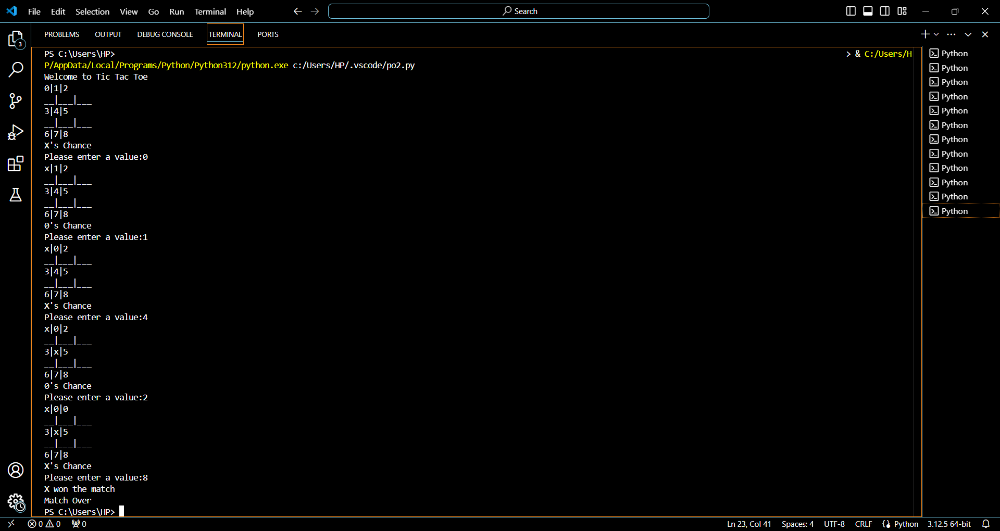 File Edit Selection View Go Run Terminal Help Search
PROBLEMS OUTPUT DEBUG CONSOLE TERMINAL PORTS
3
PS C:\Users\HP> > & C:/Users/H
P/AppData/Local/Programs/Python/Python312/python.exe c:/Users/HP/.vscode/po2.py
Welcome to Tic Tac Toe
0|1|2
__|___|___
3|4|5
__|___|___
6|7|8
X's Chance
Please enter a value:0
x|1|2
__|___|___
3|4|5
__|___|___
6|7|8
0's Chance
Please enter a value:1
x|0|2
__|___|___
3|4|5
__|___|___
6|7|8
X's Chance
Please enter a value:4
x|0|2
__|___|___
3|x|5
__|___|___
6|7|8
0's Chance
Please enter a value:2
x|0|0
__|___|___
3|x|5
__|___|___
6|7|8
X's Chance
Please enter a value:8
X won the match
Match Over
PS C:\Users\HP>
Python
Python
Python
Python
Python
Python
Python
Python
Python
Python
Python
Python
0 0 0 Ln 23, Col 41 Spaces: 4 UTF-8 CRLF Python 3.12.5 64-bit